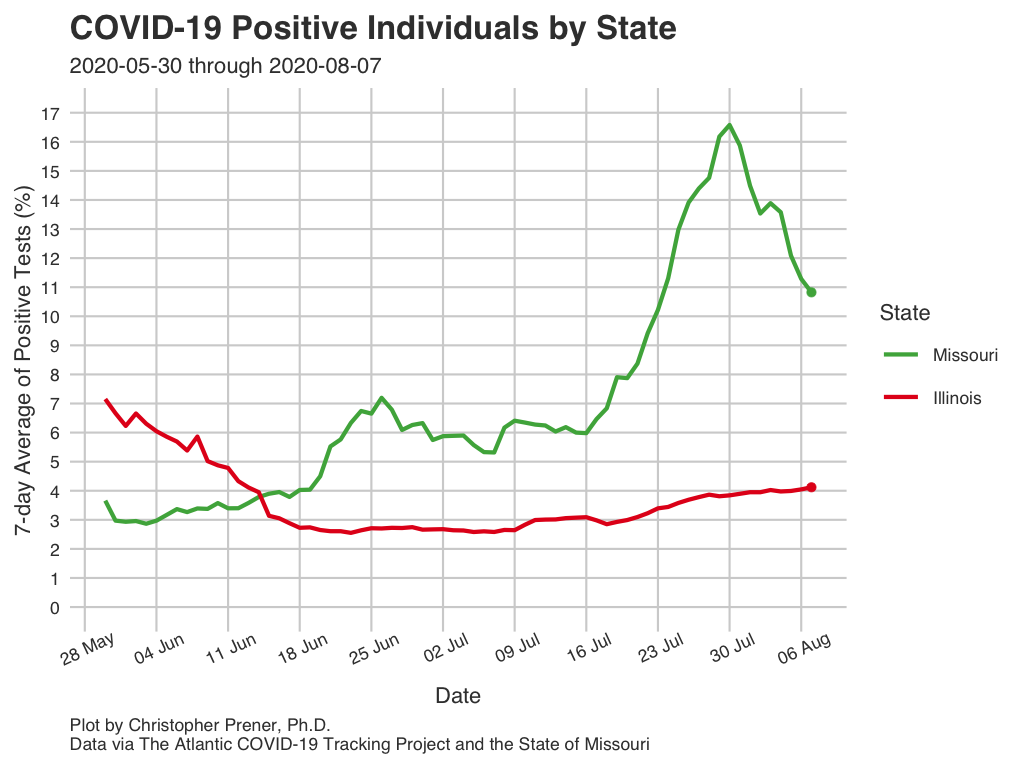 COVID-19 Positive Individuals by State
2020-05-30 through 2020-08-07
7-day Average of Positive Tests (%)
17
16
15
14
13
12
11
10
9
8
7
6
5
4
3
2
1
0
28 May
04 Jun
11 Jun
18 Jun
25 Jun
02 Jul
09 Jul
16 Jul
23 Jul
30 Jul
06 Aug
Date
State
Missouri
Illinois
Plot by Christopher Prener, Ph.D.
Data via The Atlantic COVID-19 Tracking Project and the State of Missouri